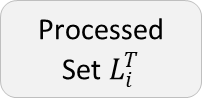 Processed
Set $L_i^T$